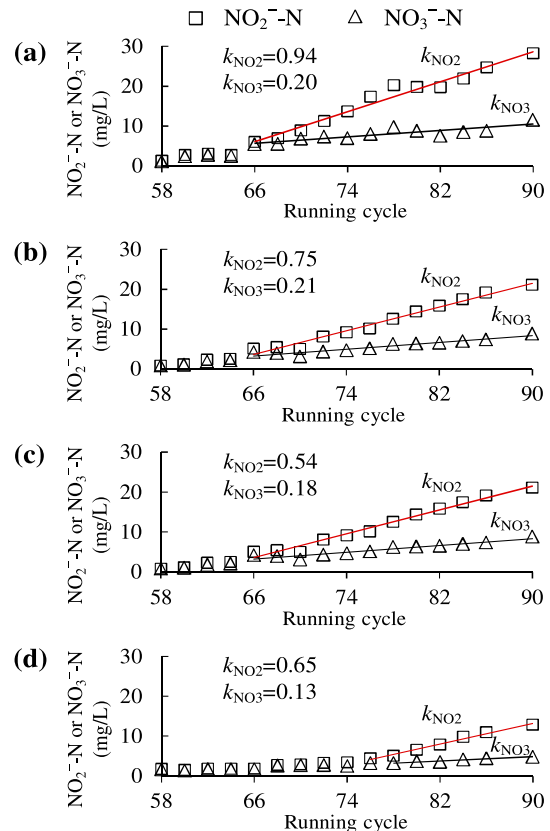 □ NO₂⁻-N △ NO₃⁻-N
(a)
NO₂⁻-N or NO₃⁻-N
(mg/L)
30
20
10
0
kNO2=0.94
kNO3=0.20
kNO2
kNO3
58 66 74 82 90
Running cycle
(b)
NO₂⁻-N or NO₃⁻-N
(mg/L)
30
20
10
0
kNO2=0.75
kNO3=0.21
kNO2
kNO3
58 66 74 82 90
Running cycle
(c)
NO₂⁻-N or NO₃⁻-N
(mg/L)
30
20
10
0
kNO2=0.54
kNO3=0.18
kNO2
kNO3
58 66 74 82 90
Running cycle
(d)
NO₂⁻-N or NO₃⁻-N
(mg/L)
30
20
10
0
kNO2=0.65
kNO3=0.13
kNO2
kNO3
58 66 74 82 90
Running cycle